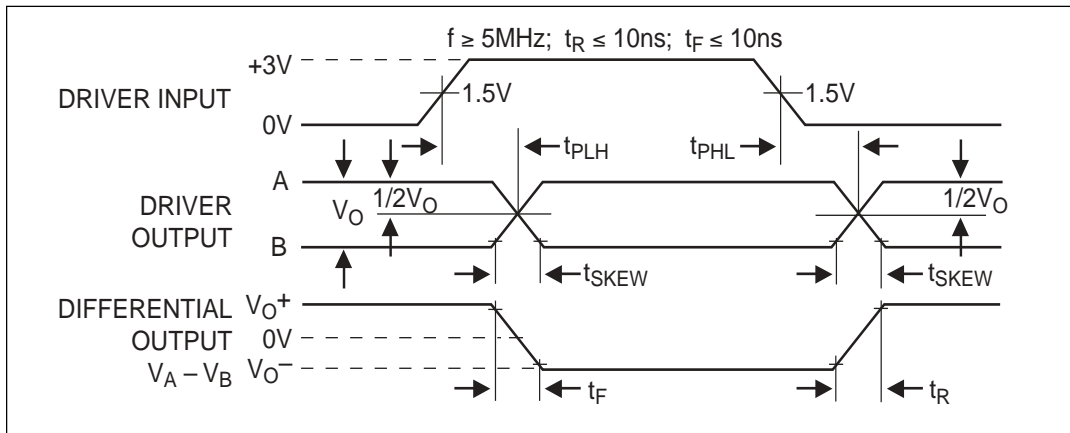 f ≥ 5MHz; tR ≤ 10ns; tF ≤ 10ns
+3V
DRIVER INPUT
1.5V
1.5V
0V
tPLH
tPHL
A
DRIVER
OUTPUT
VO
1/2VO
1/2VO
B
tSKEW
tSKEW
DIFFERENTIAL
OUTPUT
VA – VB
VO+
0V
VO–
tF
tR